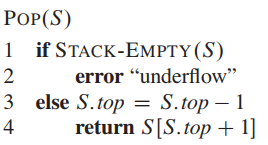 POP(S)
1 if STACK-EMPTY(S)
2 error “underflow”
3 else S.top = S.top − 1
4 return S[S.top + 1]